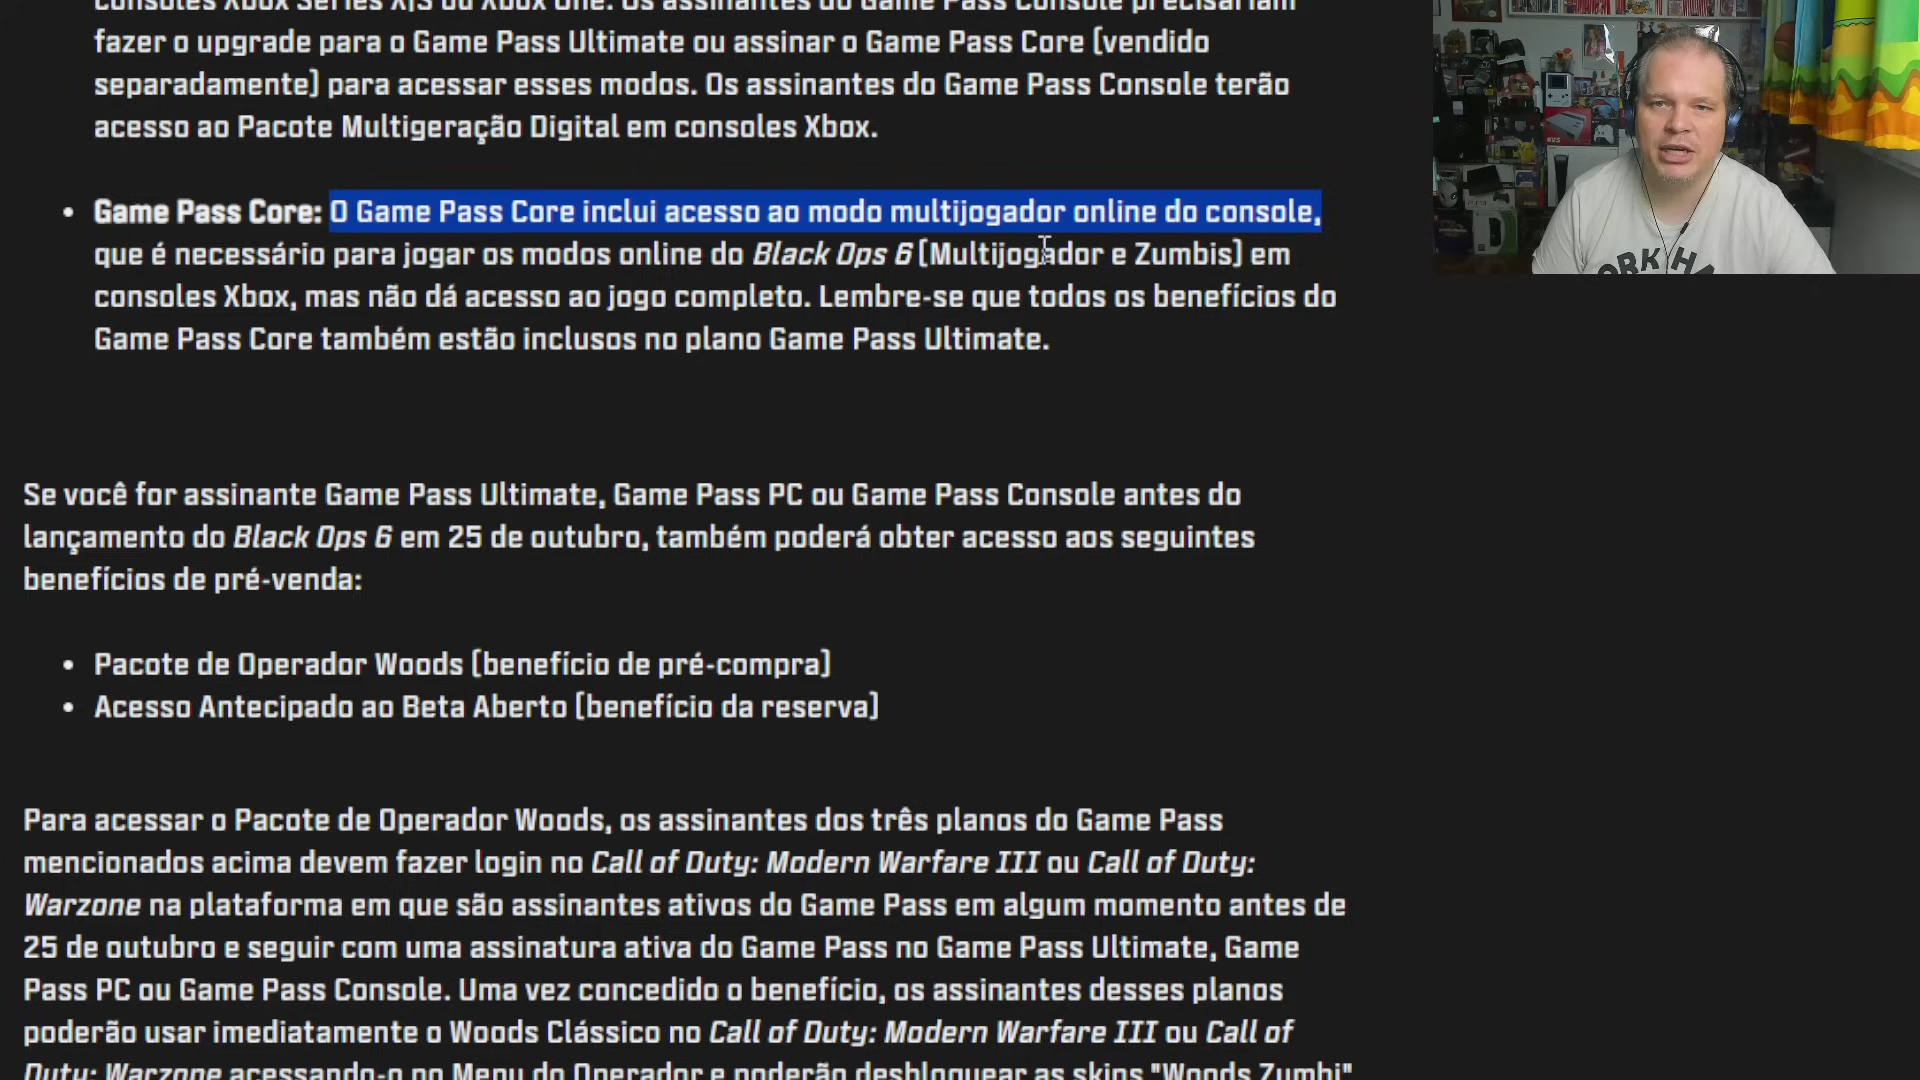 consoles Xbox Series X|S ou Xbox One. Os assinantes do Game Pass Console precisariam
fazer o upgrade para o Game Pass Ultimate ou assinar o Game Pass Core (vendido
separadamente) para acessar esses modos. Os assinantes do Game Pass Console terão
acesso ao Pacote Multigeração Digital em consoles Xbox.
• Game Pass Core: O Game Pass Core inclui acesso ao modo multijogador online do console,
que é necessário para jogar os modos online do Black Ops 6 (Multijogador e Zumbis) em
consoles Xbox, mas não dá acesso ao jogo completo. Lembre-se que todos os benefícios do
Game Pass Core também estão inclusos no plano Game Pass Ultimate.
Se você for assinante Game Pass Ultimate, Game Pass PC ou Game Pass Console antes do
lançamento do Black Ops 6 em 25 de outubro, também poderá obter acesso aos seguintes
benefícios de pré-venda:
• Pacote de Operador Woods (benefício de pré-compra)
• Acesso Antecipado ao Beta Aberto (benefício da reserva)
Para acessar o Pacote de Operador Woods, os assinantes dos três planos do Game Pass
mencionados acima devem fazer login no Call of Duty: Modern Warfare III ou Call of Duty:
Warzone na plataforma em que são assinantes ativos do Game Pass em algum momento antes de
25 de outubro e seguir com uma assinatura ativa do Game Pass no Game Pass Ultimate, Game
Pass PC ou Game Pass Console. Uma vez concedido o benefício, os assinantes desses planos
poderão usar imediatamente o Woods Clássico no Call of Duty: Modern Warfare III ou Call of
Duty: Warzone acessando-o no Menu do Operador e poderão desbloquear as skins "Woods Zumbi"